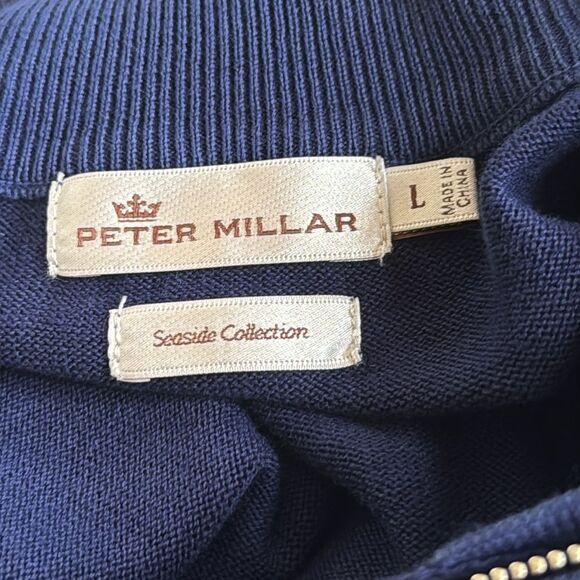 PETER MILLAR
L
MADE IN
CHINA
Seaside Collection